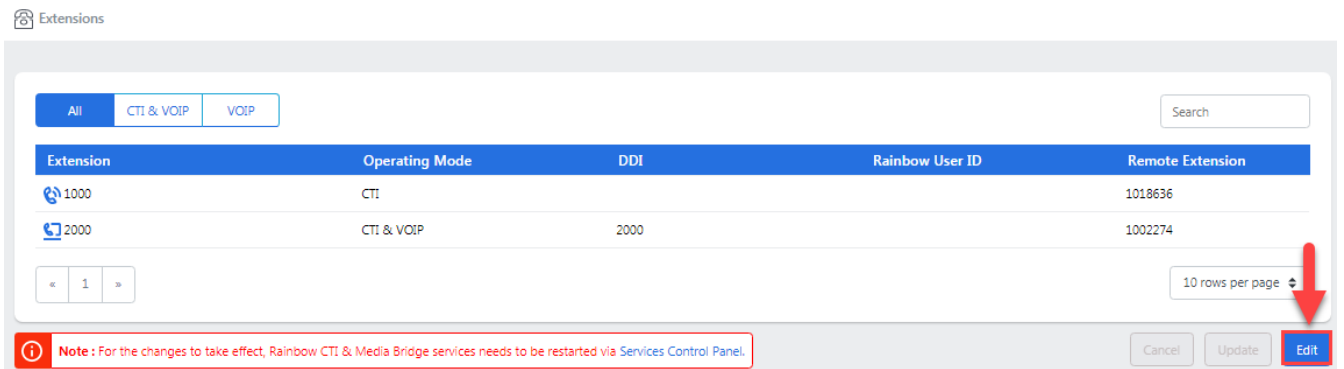 Extensions
All CTI & VOIP VOIP Search
Extension Operating Mode DDI Rainbow User ID Remote Extension
1000 CTI 1018636
2000 CTI & VOIP 2000 1002274
« 1 » 10 rows per page
Note : For the changes to take effect, Rainbow CTI & Media Bridge services needs to be restarted via Services Control Panel. Cancel Update Edit